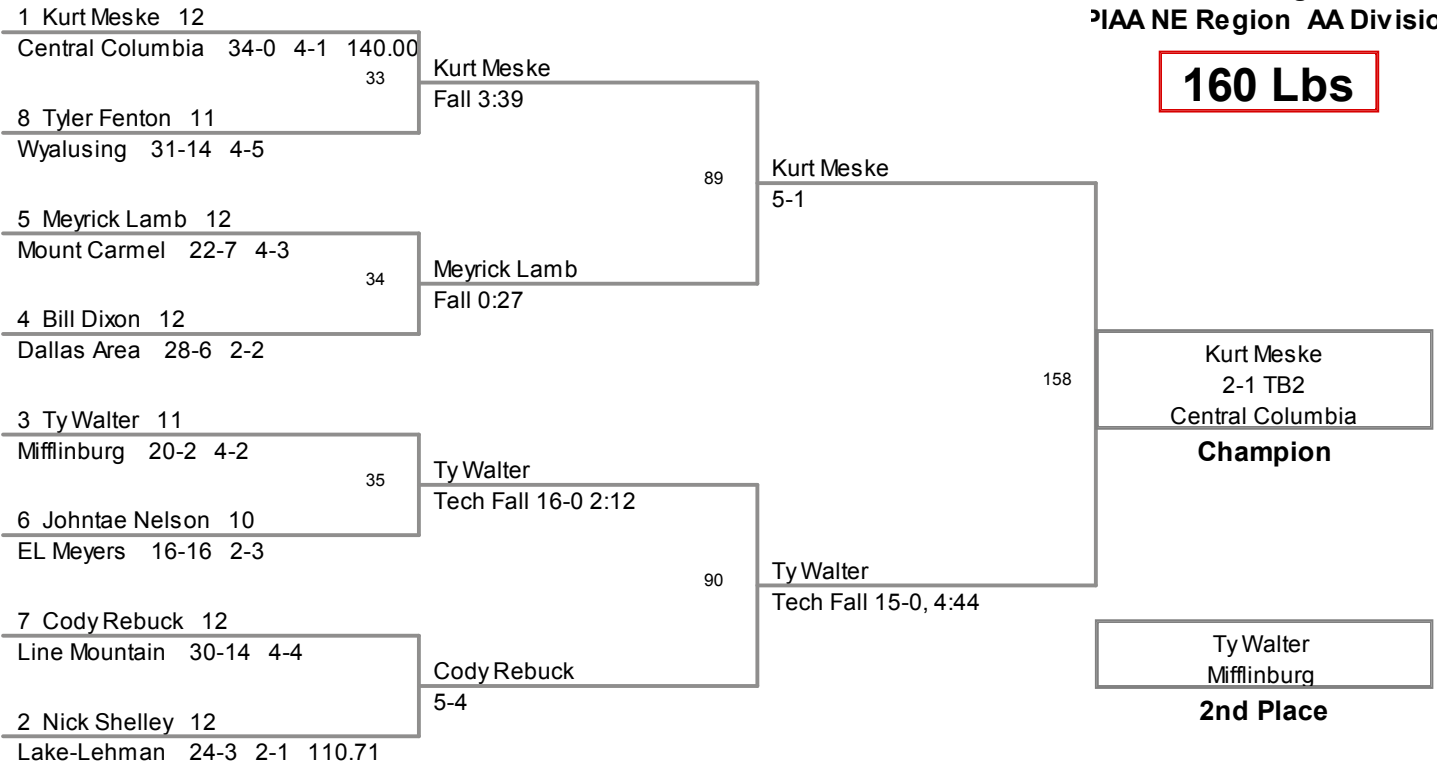 PIAA NE Region AA
160 Lbs
1 Kurt Meske 12
Central Columbia 34-0 4-1 140.00
33
8 Tyler Fenton 11
Wyalusing 31-14 4-5
Kurt Meske
Fall 3:39
5 Meyrick Lamb 12
Mount Carmel 22-7 4-3
34
4 Bill Dixon 12
Dallas Area 28-6 2-2
Meyrick Lamb
Fall 0:27
89
Kurt Meske
5-1
3 Ty Walter 11
Mifflinburg 20-2 4-2
35
6 Johntae Nelson 10
EL Meyers 16-16 2-3
Ty Walter
Tech Fall 16-0 2:12
7 Cody Rebuck 12
Line Mountain 30-14 4-4
2 Nick Shelley 12
Lake-Lehman 24-3 2-1 110.71
Cody Rebuck
5-4
90
Ty Walter
Tech Fall 15-0, 4:44
158
Kurt Meske
2-1 TB2
Central Columbia
Champion
Ty Walter
Mifflinburg
2nd Place